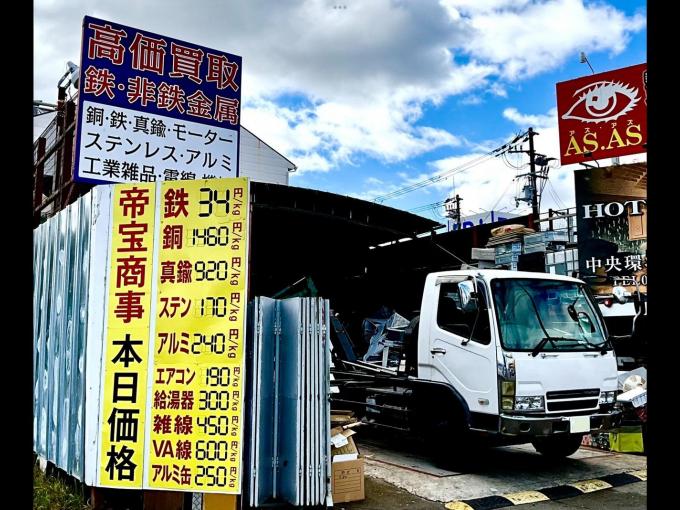 高価買取
鉄・非鉄金属
銅・鉄・真鍮・モーター
ステンレス・アルミ
工業雑品・電線・
帝宝商事 本日価格
鉄 34 円/kg
銅 1460 円/kg
真鍮 920 円/kg
ステン 170 円/kg
アルミ 240 円/kg
エアコン 190 円/kg
給湯器 300 円/kg
雑線 450 円/kg
VA線 600 円/kg
アルミ缶 250 円/kg
アス・アス
AS.AS
HOT
中央環